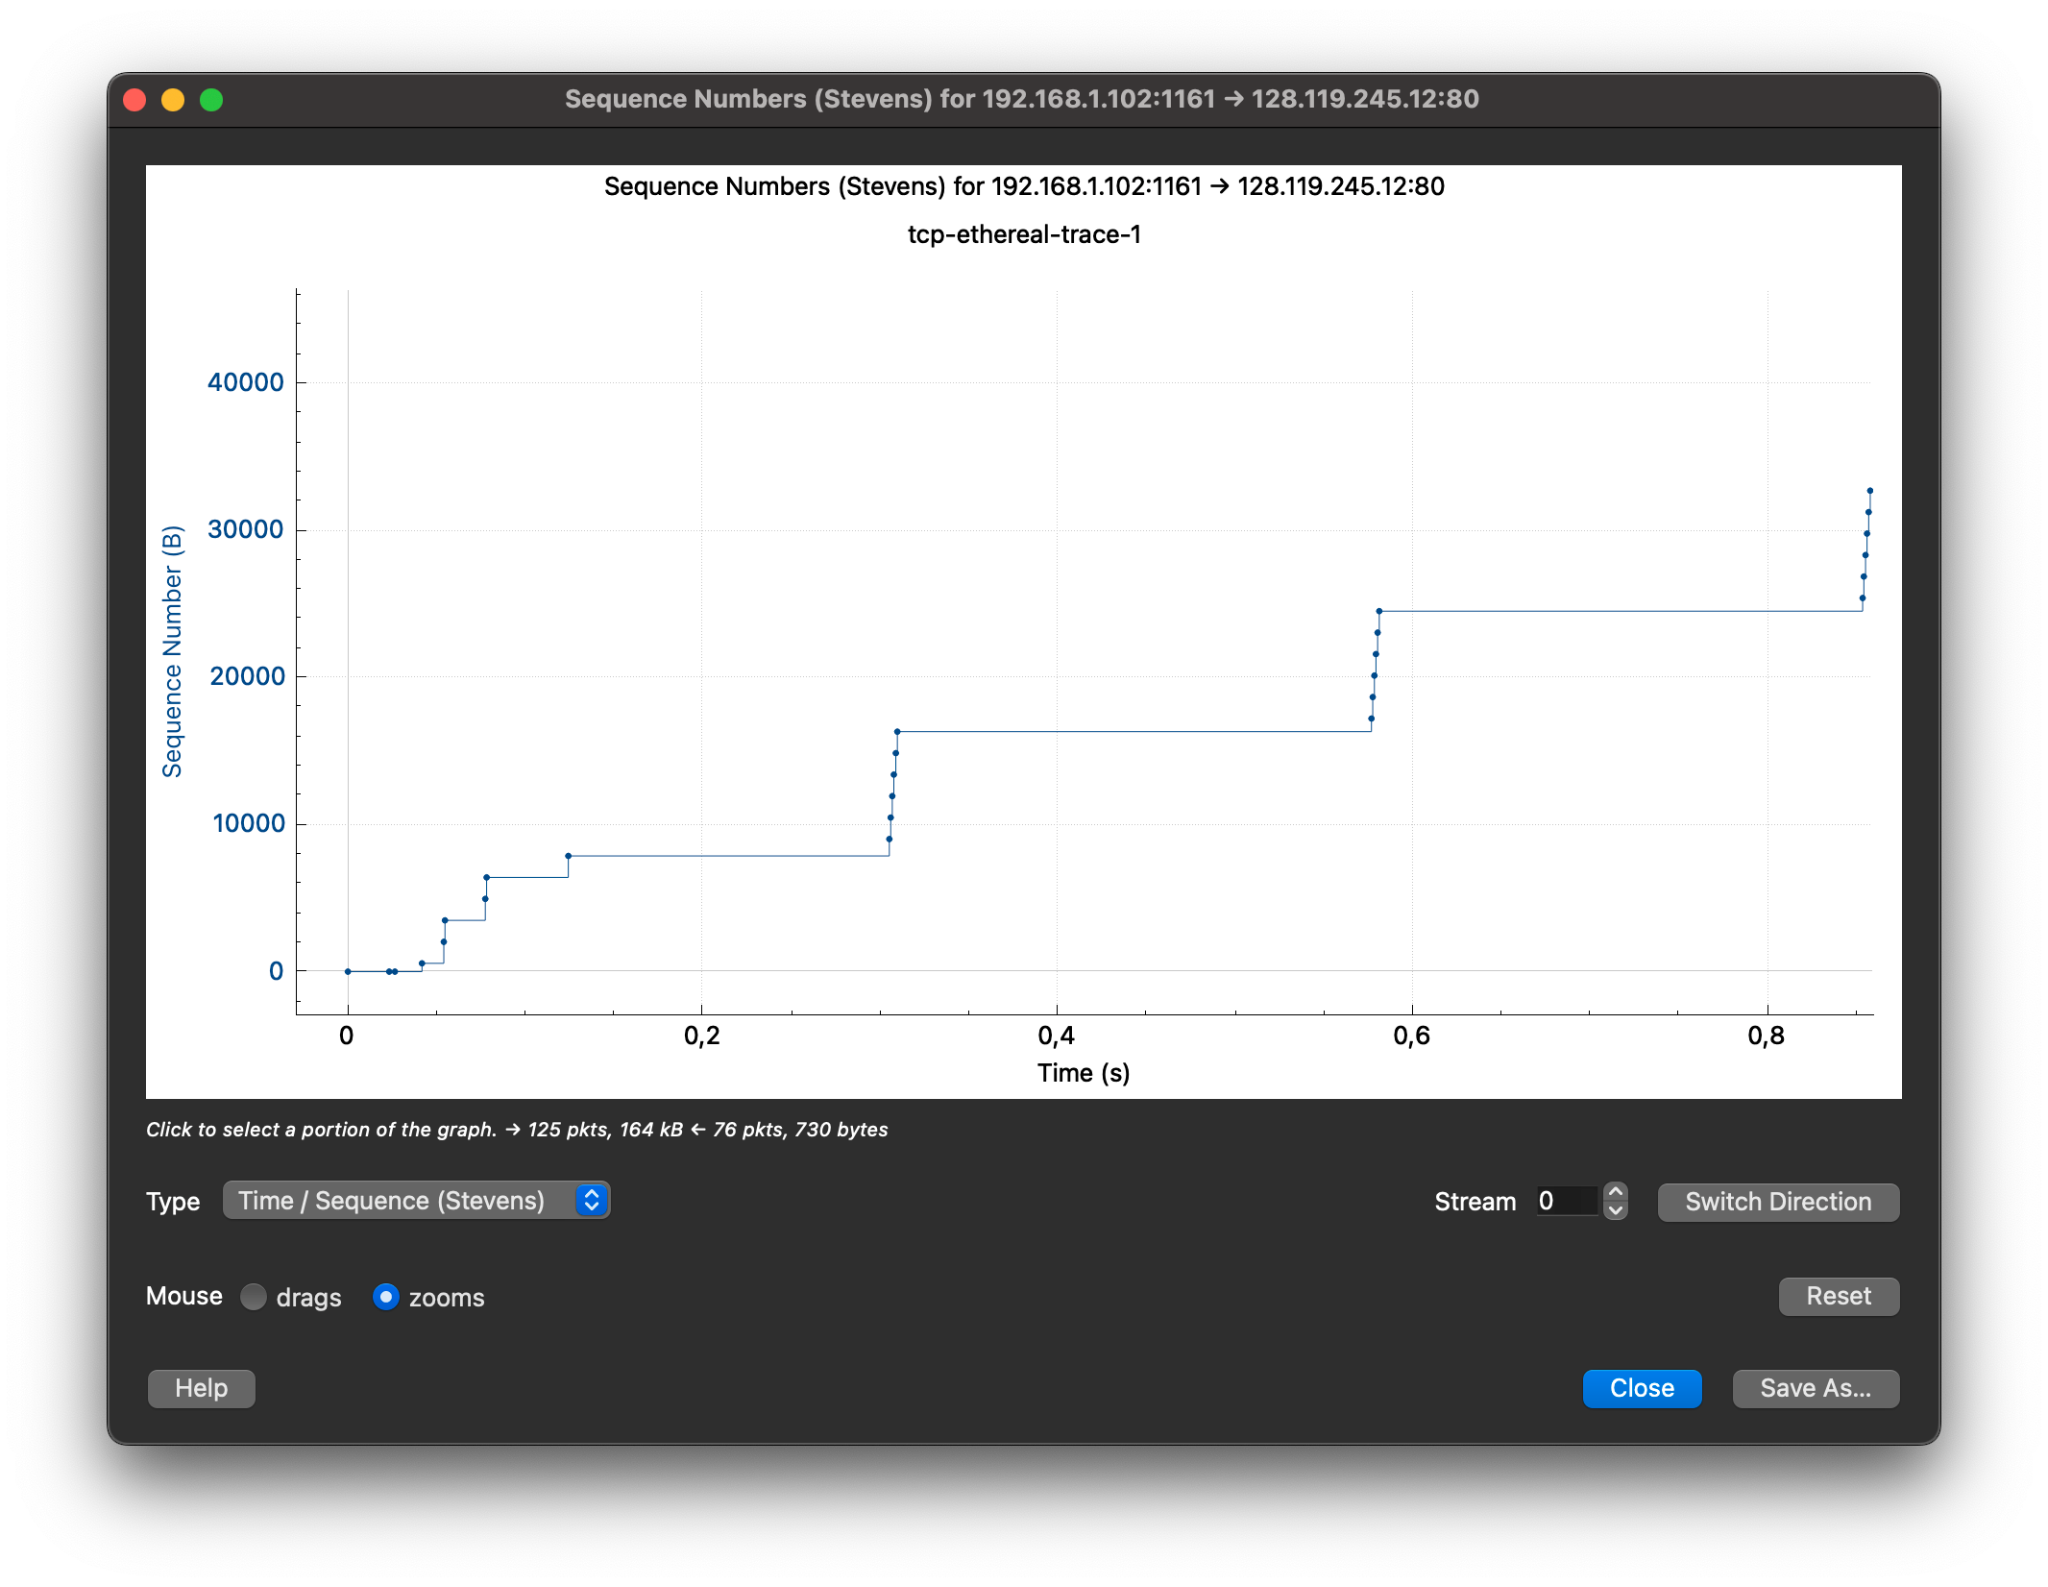 Sequence Numbers (Stevens) for 192.168.1.102:1161 → 128.119.245.12:80
Sequence Numbers (Stevens) for 192.168.1.102:1161 → 128.119.245.12:80
tcp-ethereal-trace-1
Sequence Number (B)
40000
30000
20000
10000
0
0 0,2 0,4 0,6 0,8
Time (s)
Click to select a portion of the graph. → 125 pkts, 164 kB ← 76 pkts, 730 bytes
Type Time / Sequence (Stevens) Stream 0 Switch Direction
Mouse drags zooms Reset
Help Close Save As...